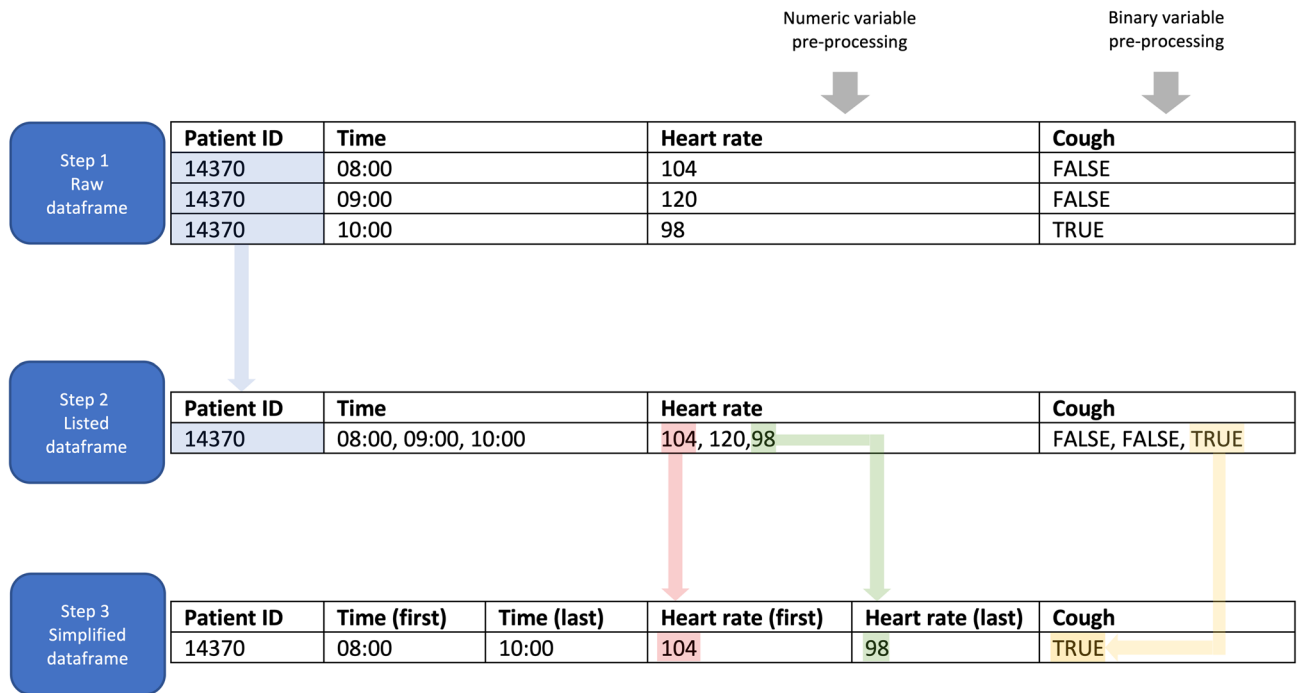 Numeric variable
pre-processing
Binary variable
pre-processing
Step 1
Raw
dataframe
Patient ID Time Heart rate Cough
14370 08:00 104 FALSE
14370 09:00 120 FALSE
14370 10:00 98 TRUE
Step 2
Listed
dataframe
Patient ID Time Heart rate Cough
14370 08:00, 09:00, 10:00 104, 120,98 FALSE, FALSE, TRUE
Step 3
Simplified
dataframe
Patient ID Time (first) Time (last) Heart rate (first) Heart rate (last) Cough
14370 08:00 10:00 104 98 TRUE